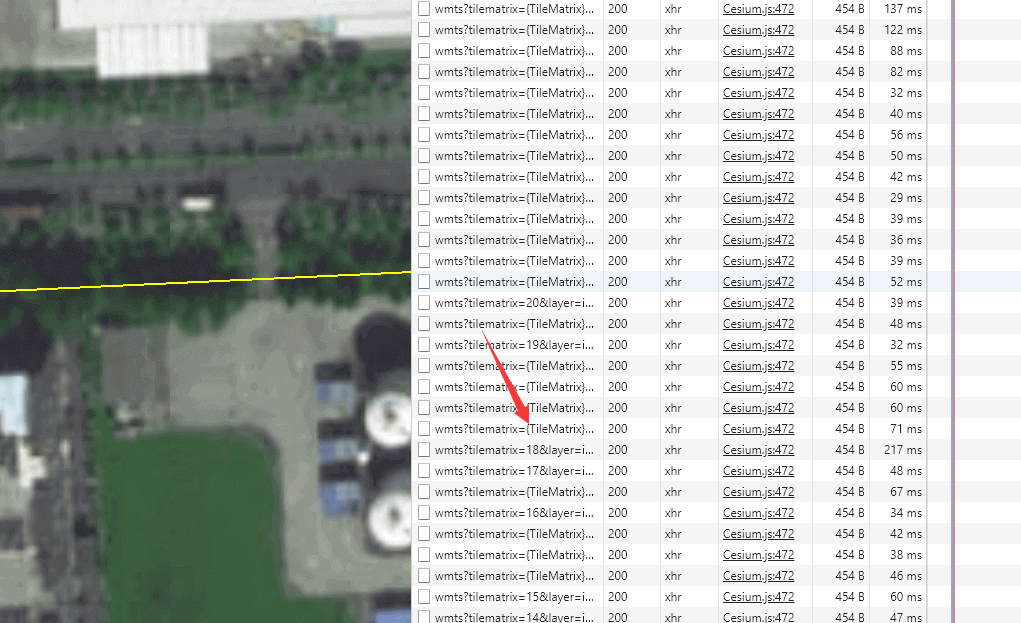 wmts?tilematrix={TileMatrix}... 200 xhr Cesium.js:472 454 B 137 ms
wmts?tilematrix={TileMatrix}... 200 xhr Cesium.js:472 454 B 122 ms
wmts?tilematrix={TileMatrix}... 200 xhr Cesium.js:472 454 B 88 ms
wmts?tilematrix={TileMatrix}... 200 xhr Cesium.js:472 454 B 82 ms
wmts?tilematrix={TileMatrix}... 200 xhr Cesium.js:472 454 B 32 ms
wmts?tilematrix={TileMatrix}... 200 xhr Cesium.js:472 454 B 40 ms
wmts?tilematrix={TileMatrix}... 200 xhr Cesium.js:472 454 B 56 ms
wmts?tilematrix={TileMatrix}... 200 xhr Cesium.js:472 454 B 50 ms
wmts?tilematrix={TileMatrix}... 200 xhr Cesium.js:472 454 B 42 ms
wmts?tilematrix={TileMatrix}... 200 xhr Cesium.js:472 454 B 29 ms
wmts?tilematrix={TileMatrix}... 200 xhr Cesium.js:472 454 B 39 ms
wmts?tilematrix={TileMatrix}... 200 xhr Cesium.js:472 454 B 36 ms
wmts?tilematrix={TileMatrix}... 200 xhr Cesium.js:472 454 B 39 ms
wmts?tilematrix={TileMatrix}... 200 xhr Cesium.js:472 454 B 52 ms
wmts?tilematrix=20&layer=i... 200 xhr Cesium.js:472 454 B 39 ms
wmts?tilematrix={TileMatrix}... 200 xhr Cesium.js:472 454 B 48 ms
wmts?tilematrix=19&layer=i... 200 xhr Cesium.js:472 454 B 32 ms
wmts?tilematrix={TileMatrix}... 200 xhr Cesium.js:472 454 B 55 ms
wmts?tilematrix={TileMatrix}... 200 xhr Cesium.js:472 454 B 60 ms
wmts?tilematrix={TileMatrix}... 200 xhr Cesium.js:472 454 B 60 ms
wmts?tilematrix={TileMatrix}... 200 xhr Cesium.js:472 454 B 71 ms
wmts?tilematrix=18&layer=i... 200 xhr Cesium.js:472 454 B 217 ms
wmts?tilematrix=17&layer=i... 200 xhr Cesium.js:472 454 B 48 ms
wmts?tilematrix={TileMatrix}... 200 xhr Cesium.js:472 454 B 67 ms
wmts?tilematrix=16&layer=i... 200 xhr Cesium.js:472 454 B 34 ms
wmts?tilematrix={TileMatrix}... 200 xhr Cesium.js:472 454 B 42 ms
wmts?tilematrix={TileMatrix}... 200 xhr Cesium.js:472 454 B 38 ms
wmts?tilematrix={TileMatrix}... 200 xhr Cesium.js:472 454 B 46 ms
wmts?tilematrix=15&layer=i... 200 xhr Cesium.js:472 454 B 60 ms
wmts?tilematrix=14&layer=i... 200 xhr Cesium.js:472 454 B 47 ms